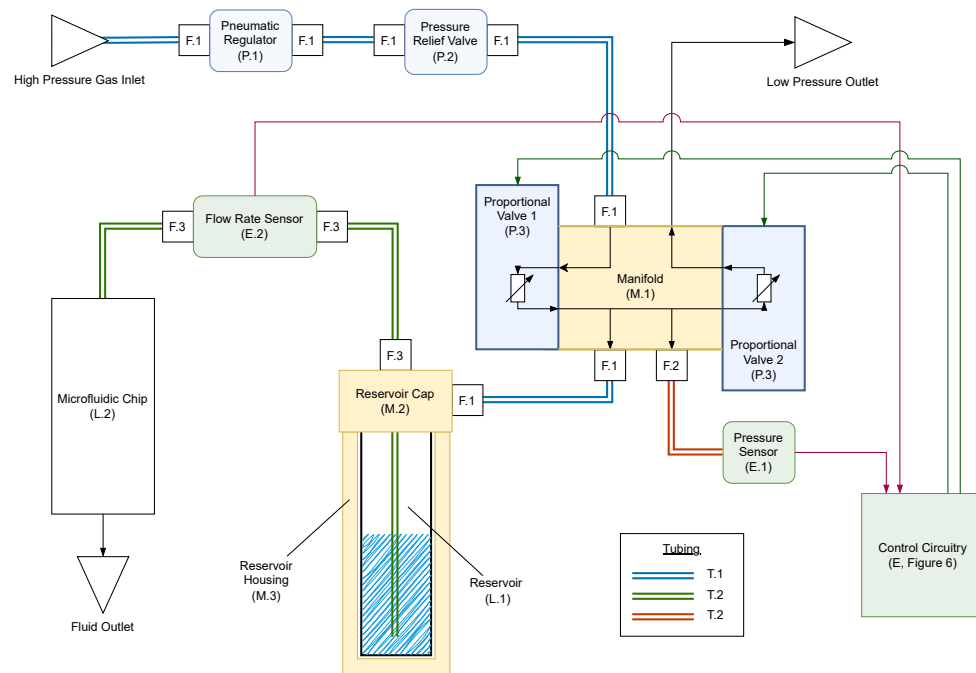 High Pressure Gas Inlet
F.1
Pneumatic
Regulator
(P.1)
F.1
F.1
Pressure
Relief Valve
(P.2)
F.1
Low Pressure Outlet
F.3
Flow Rate Sensor
(E.2)
F.3
Proportional
Valve 1
(P.3)
F.1
Manifold
(M.1)
Proportional
Valve 2
(P.3)
F.1
F.2
F.3
Reservoir Cap
(M.2)
F.1
Microfluidic Chip
(L.2)
Pressure
Sensor
(E.1)
Control Circuitry
(E, Figure 6)
Reservoir
Housing
(M.3)
Reservoir
(L.1)
Fluid Outlet
Tubing
T.1
T.2
T.2